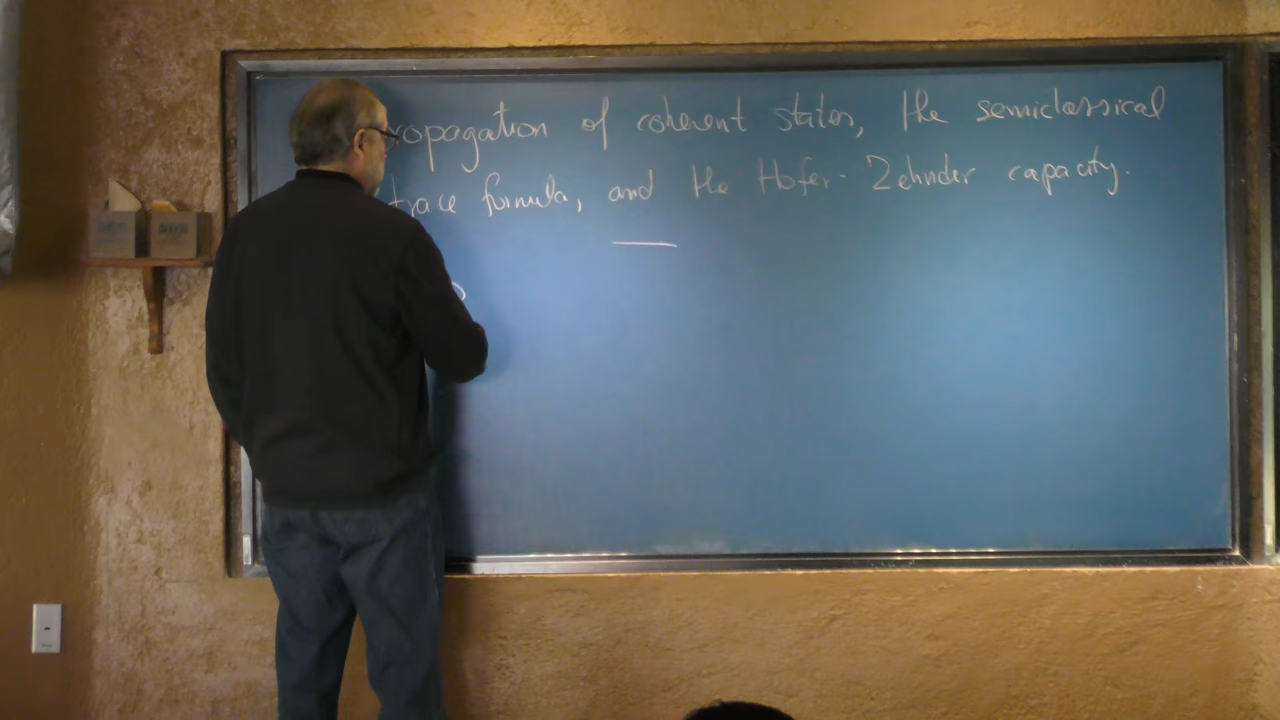 ropagation of coherent states, the semiclassical
trace formula, and the Hofer-Zehnder capacity.